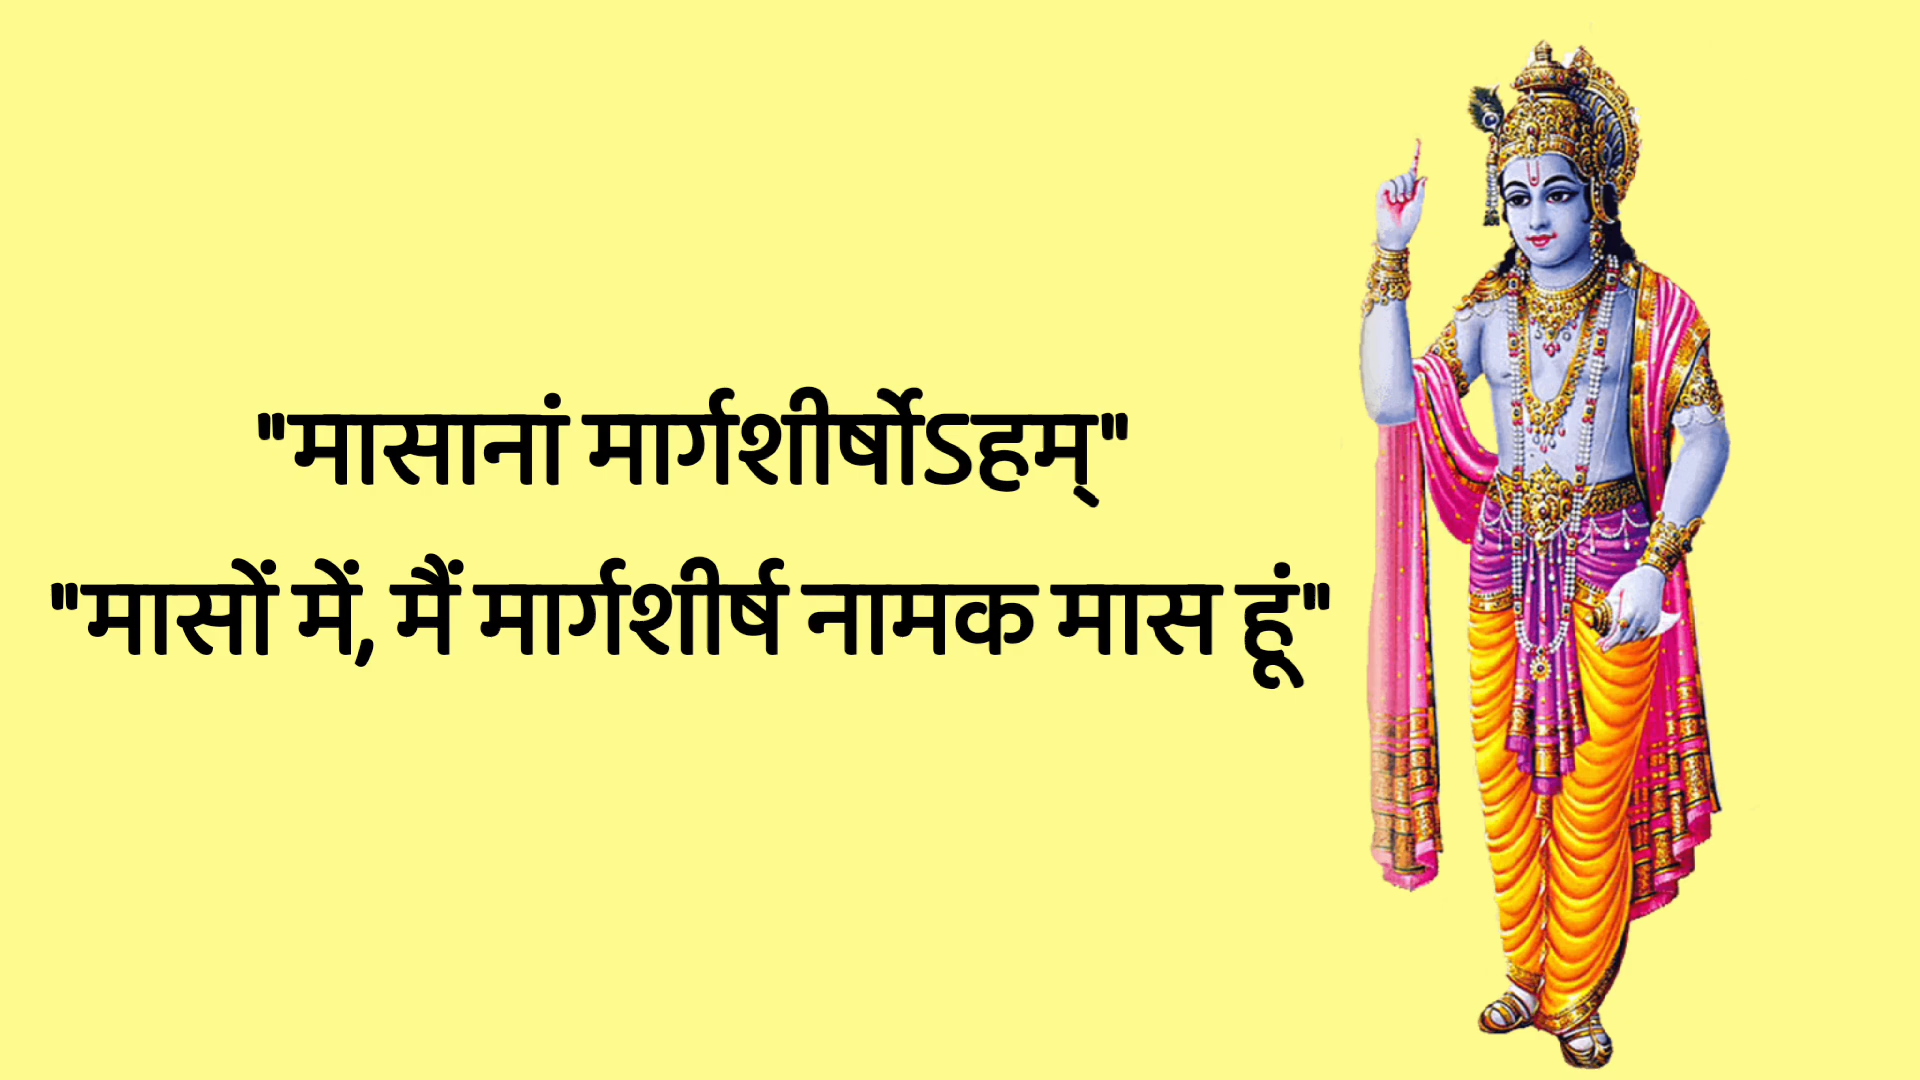 "मासानां मार्गशीर्षोऽहम्"
"मासों में, मैं मार्गशीर्ष नामक मास हूं"